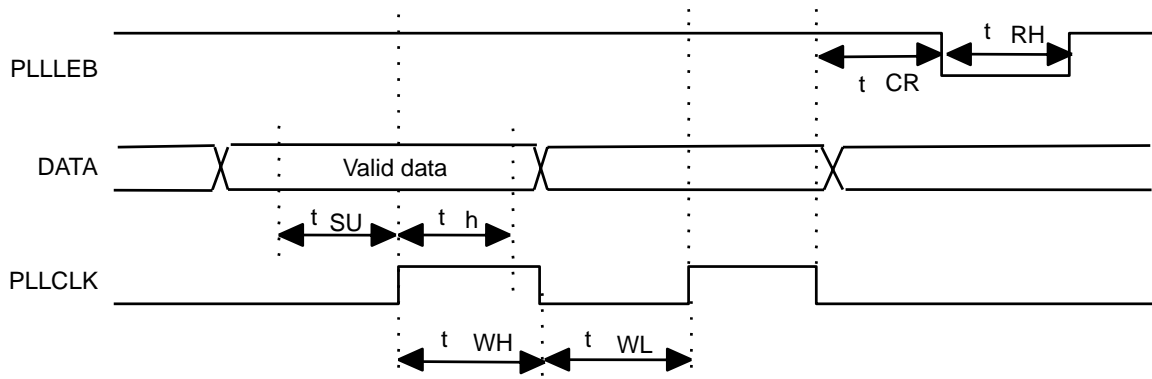 PLLLEB
t RH
t CR
DATA
Valid data
t SU
t h
PLLCLK
t WH
t WL